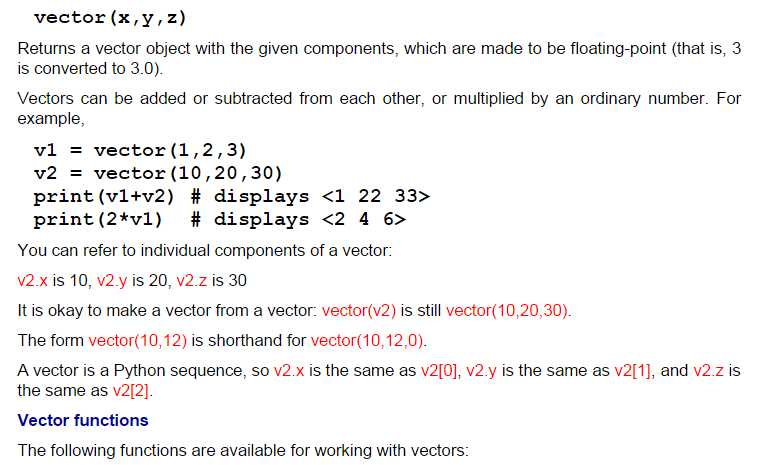 vector(x,y,z)
Returns a vector object with the given components, which are made to be floating-point (that is, 3
is converted to 3.0).
Vectors can be added or subtracted from each other, or multiplied by an ordinary number. For
example,
v1 = vector(1,2,3)
v2 = vector(10,20,30)
print(v1+v2) # displays <1 22 33>
print(2*v1)  # displays <2 4 6>
You can refer to individual components of a vector:
v2.x is 10, v2.y is 20, v2.z is 30
It is okay to make a vector from a vector: vector(v2) is still vector(10,20,30).
The form vector(10,12) is shorthand for vector(10,12,0).
A vector is a Python sequence, so v2.x is the same as v2[0], v2.y is the same as v2[1], and v2.z is
the same as v2[2].
Vector functions
The following functions are available for working with vectors: